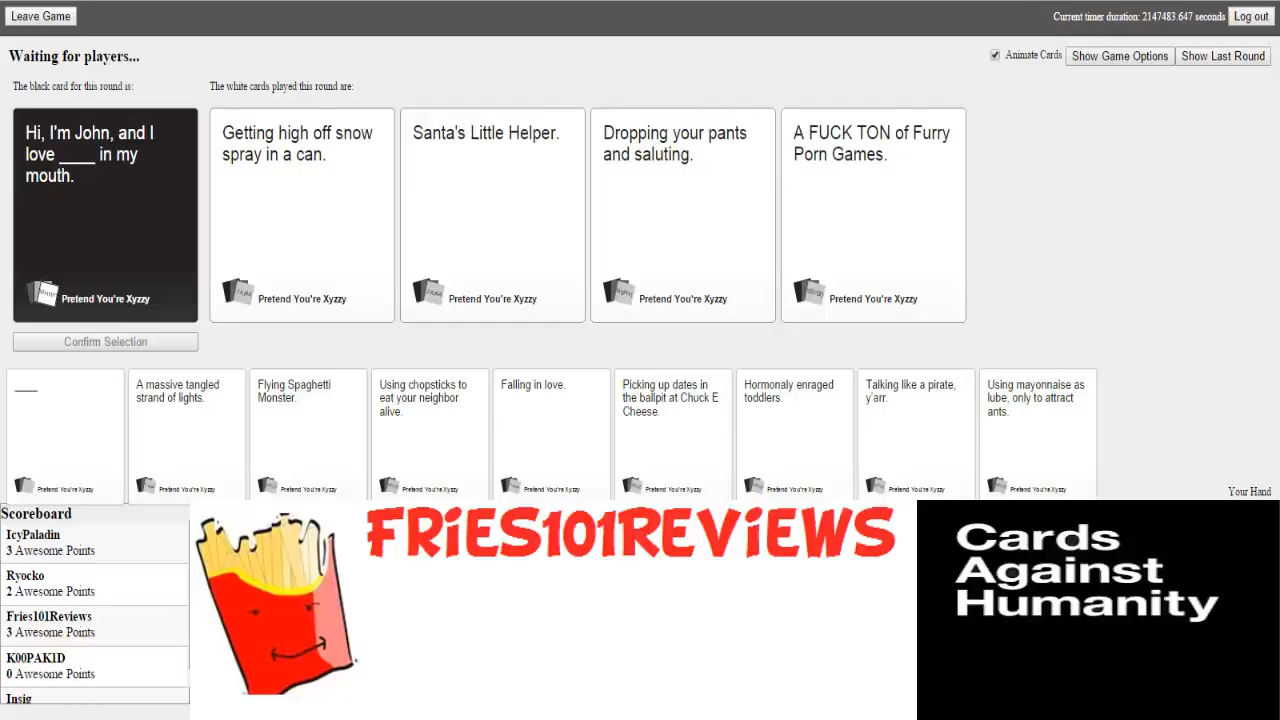 Leave Game
Current timer duration: 2147483.647 seconds
Log out
Waiting for players...
Animate Cards
Show Game Options
Show Last Round
The black card for this round is:
The white cards played this round are:
Hi, I'm John, and I
love ____ in my
mouth.
Pretend You're Xyzzy
Getting high off snow
spray in a can.
Pretend You're Xyzzy
Santa's Little Helper.
Pretend You're Xyzzy
Dropping your pants
and saluting.
Pretend You're Xyzzy
A FUCK TON of Furry
Porn Games.
Pretend You're Xyzzy
Confirm Selection
____
Pretend You're Xyzzy
A massive tangled
strand of lights.
Pretend You're Xyzzy
Flying Spaghetti
Monster.
Pretend You're Xyzzy
Using chopsticks to
eat your neighbor
alive.
Pretend You're Xyzzy
Falling in love.
Pretend You're Xyzzy
Picking up dates in
the ballpit at Chuck E
Cheese.
Pretend You're Xyzzy
Hormonaly enraged
toddlers.
Pretend You're Xyzzy
Talking like a pirate,
y'arr.
Pretend You're Xyzzy
Using mayonnaise as
lube, only to attract
ants.
Pretend You're Xyzzy
Your Hand
Scoreboard
IcyPaladin
3 Awesome Points
Ryocko
2 Awesome Points
Fries101Reviews
3 Awesome Points
K00PAK1D
0 Awesome Points
Insig
FRiES101REViEWS
Cards
Against
Humanity